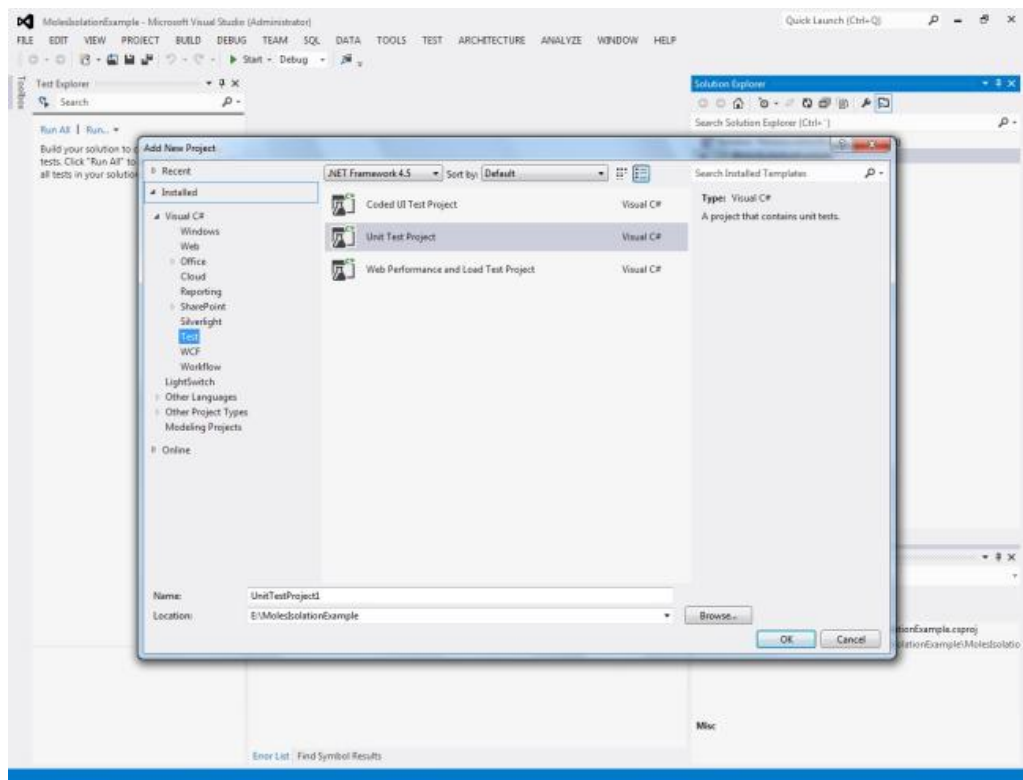 MolesIsolationExample - Microsoft Visual Studio (Administrator)
Quick Launch (Ctrl+Q)
FILE EDIT VIEW PROJECT BUILD DEBUG TEAM SQL DATA TOOLS TEST ARCHITECTURE ANALYZE WINDOW HELP
Start - Debug
Toolbox
Test Explorer
Search
Run All | Run...
Build your solution to
tests. Click "Run All" to
all tests in your solution
Solution Explorer
Search Solution Explorer (Ctrl+¨)
Add New Project
Recent
Installed
Visual C#
Windows
Web
Office
Cloud
Reporting
SharePoint
Silverlight
Test
WCF
Workflow
LightSwitch
Other Languages
Other Project Types
Modeling Projects
Online
.NET Framework 4.5
Sort by: Default
Coded UI Test Project Visual C#
Unit Test Project Visual C#
Web Performance and Load Test Project Visual C#
Search Installed Templates
Type: Visual C#
A project that contains unit tests.
Name: UnitTestProject1
Location: E:\MolesIsolationExample
Browse...
OK Cancel
ationExample.csproj
olationExample\MolesIsolatio
Misc
Error List Find Symbol Results